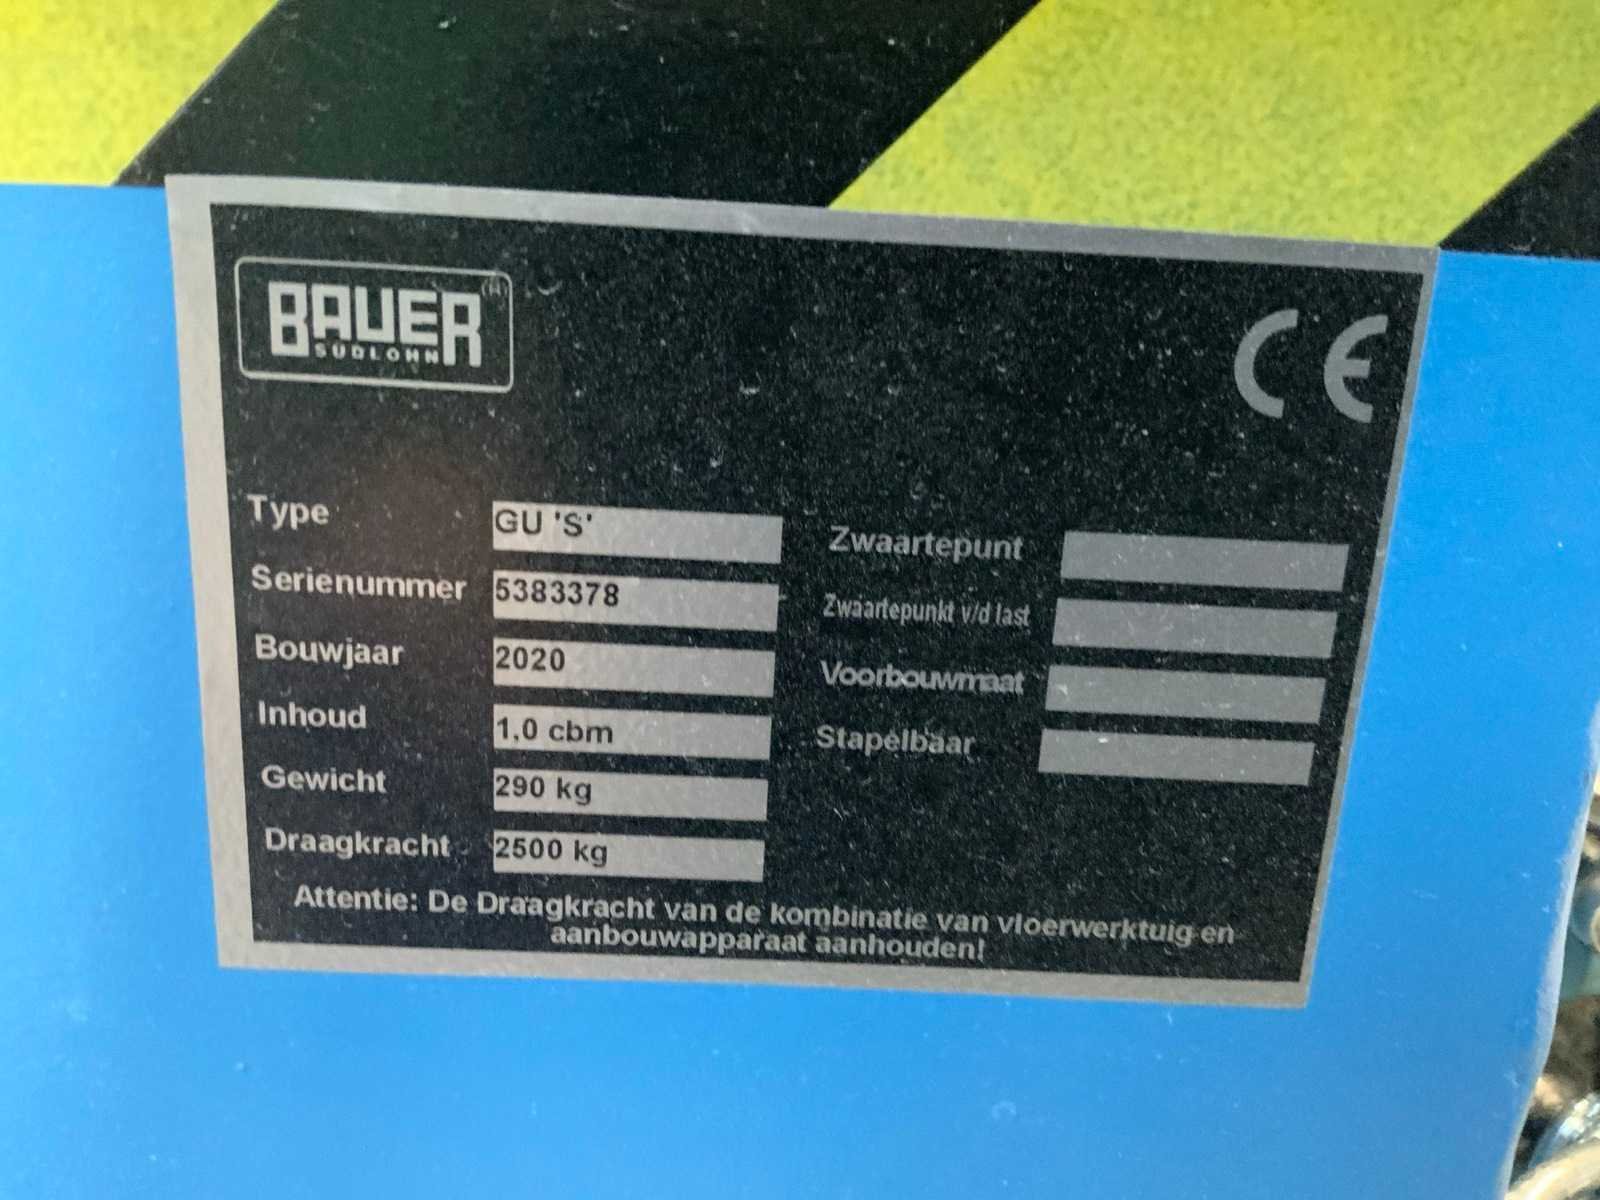 BAUER (R)
SÜDLOHN
CE
Type GU 'S'
Serienummer 5383378
Bouwjaar 2020
Inhoud 1,0 cbm
Gewicht 290 kg
Draagkracht 2500 kg
Zwaartepunt
Zwaartepunkt v/d last
Voorbouwmaat
Stapelbaar
Attentie: De Draagkracht van de kombinatie van vloerwerktuig en
aanbouwapparaat aanhouden!